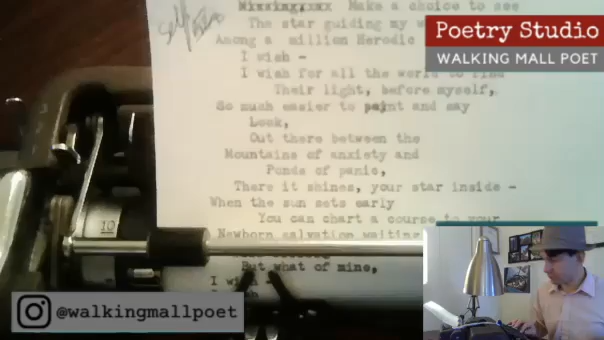 Make a choice to see
The star guiding my
Among a million Herodic
I wish -
I wish for all the world to find
Their light, before myself,
So much easier to paint and say
Look,
Out there between the
Mountains of anxiety and
Ponds of panic,
There it shines, your star inside -
When the sun sets early
You can chart a course to your
Newborn salvation waiting
But what of mine,
I wish
Poetry Studio
WALKING MALL POET
10
@walkingmallpoet